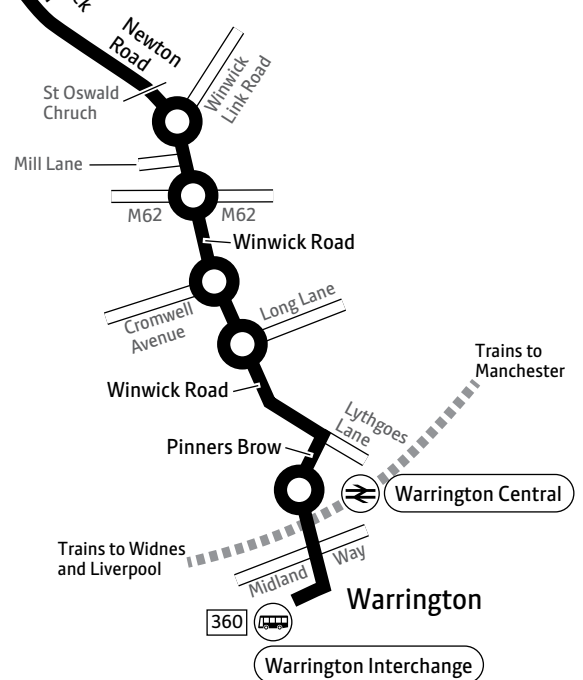 Newton
Road
St Oswald
Chruch
Winwick
Link Road
Mill Lane
M62
M62
Winwick Road
Cromwell
Avenue
Long Lane
Trains to
Manchester
Winwick Road
Lythgoes
Lane
Pinners Brow
Warrington Central
Trains to Widnes
and Liverpool
Midland
Way
Warrington
360
Warrington Interchange